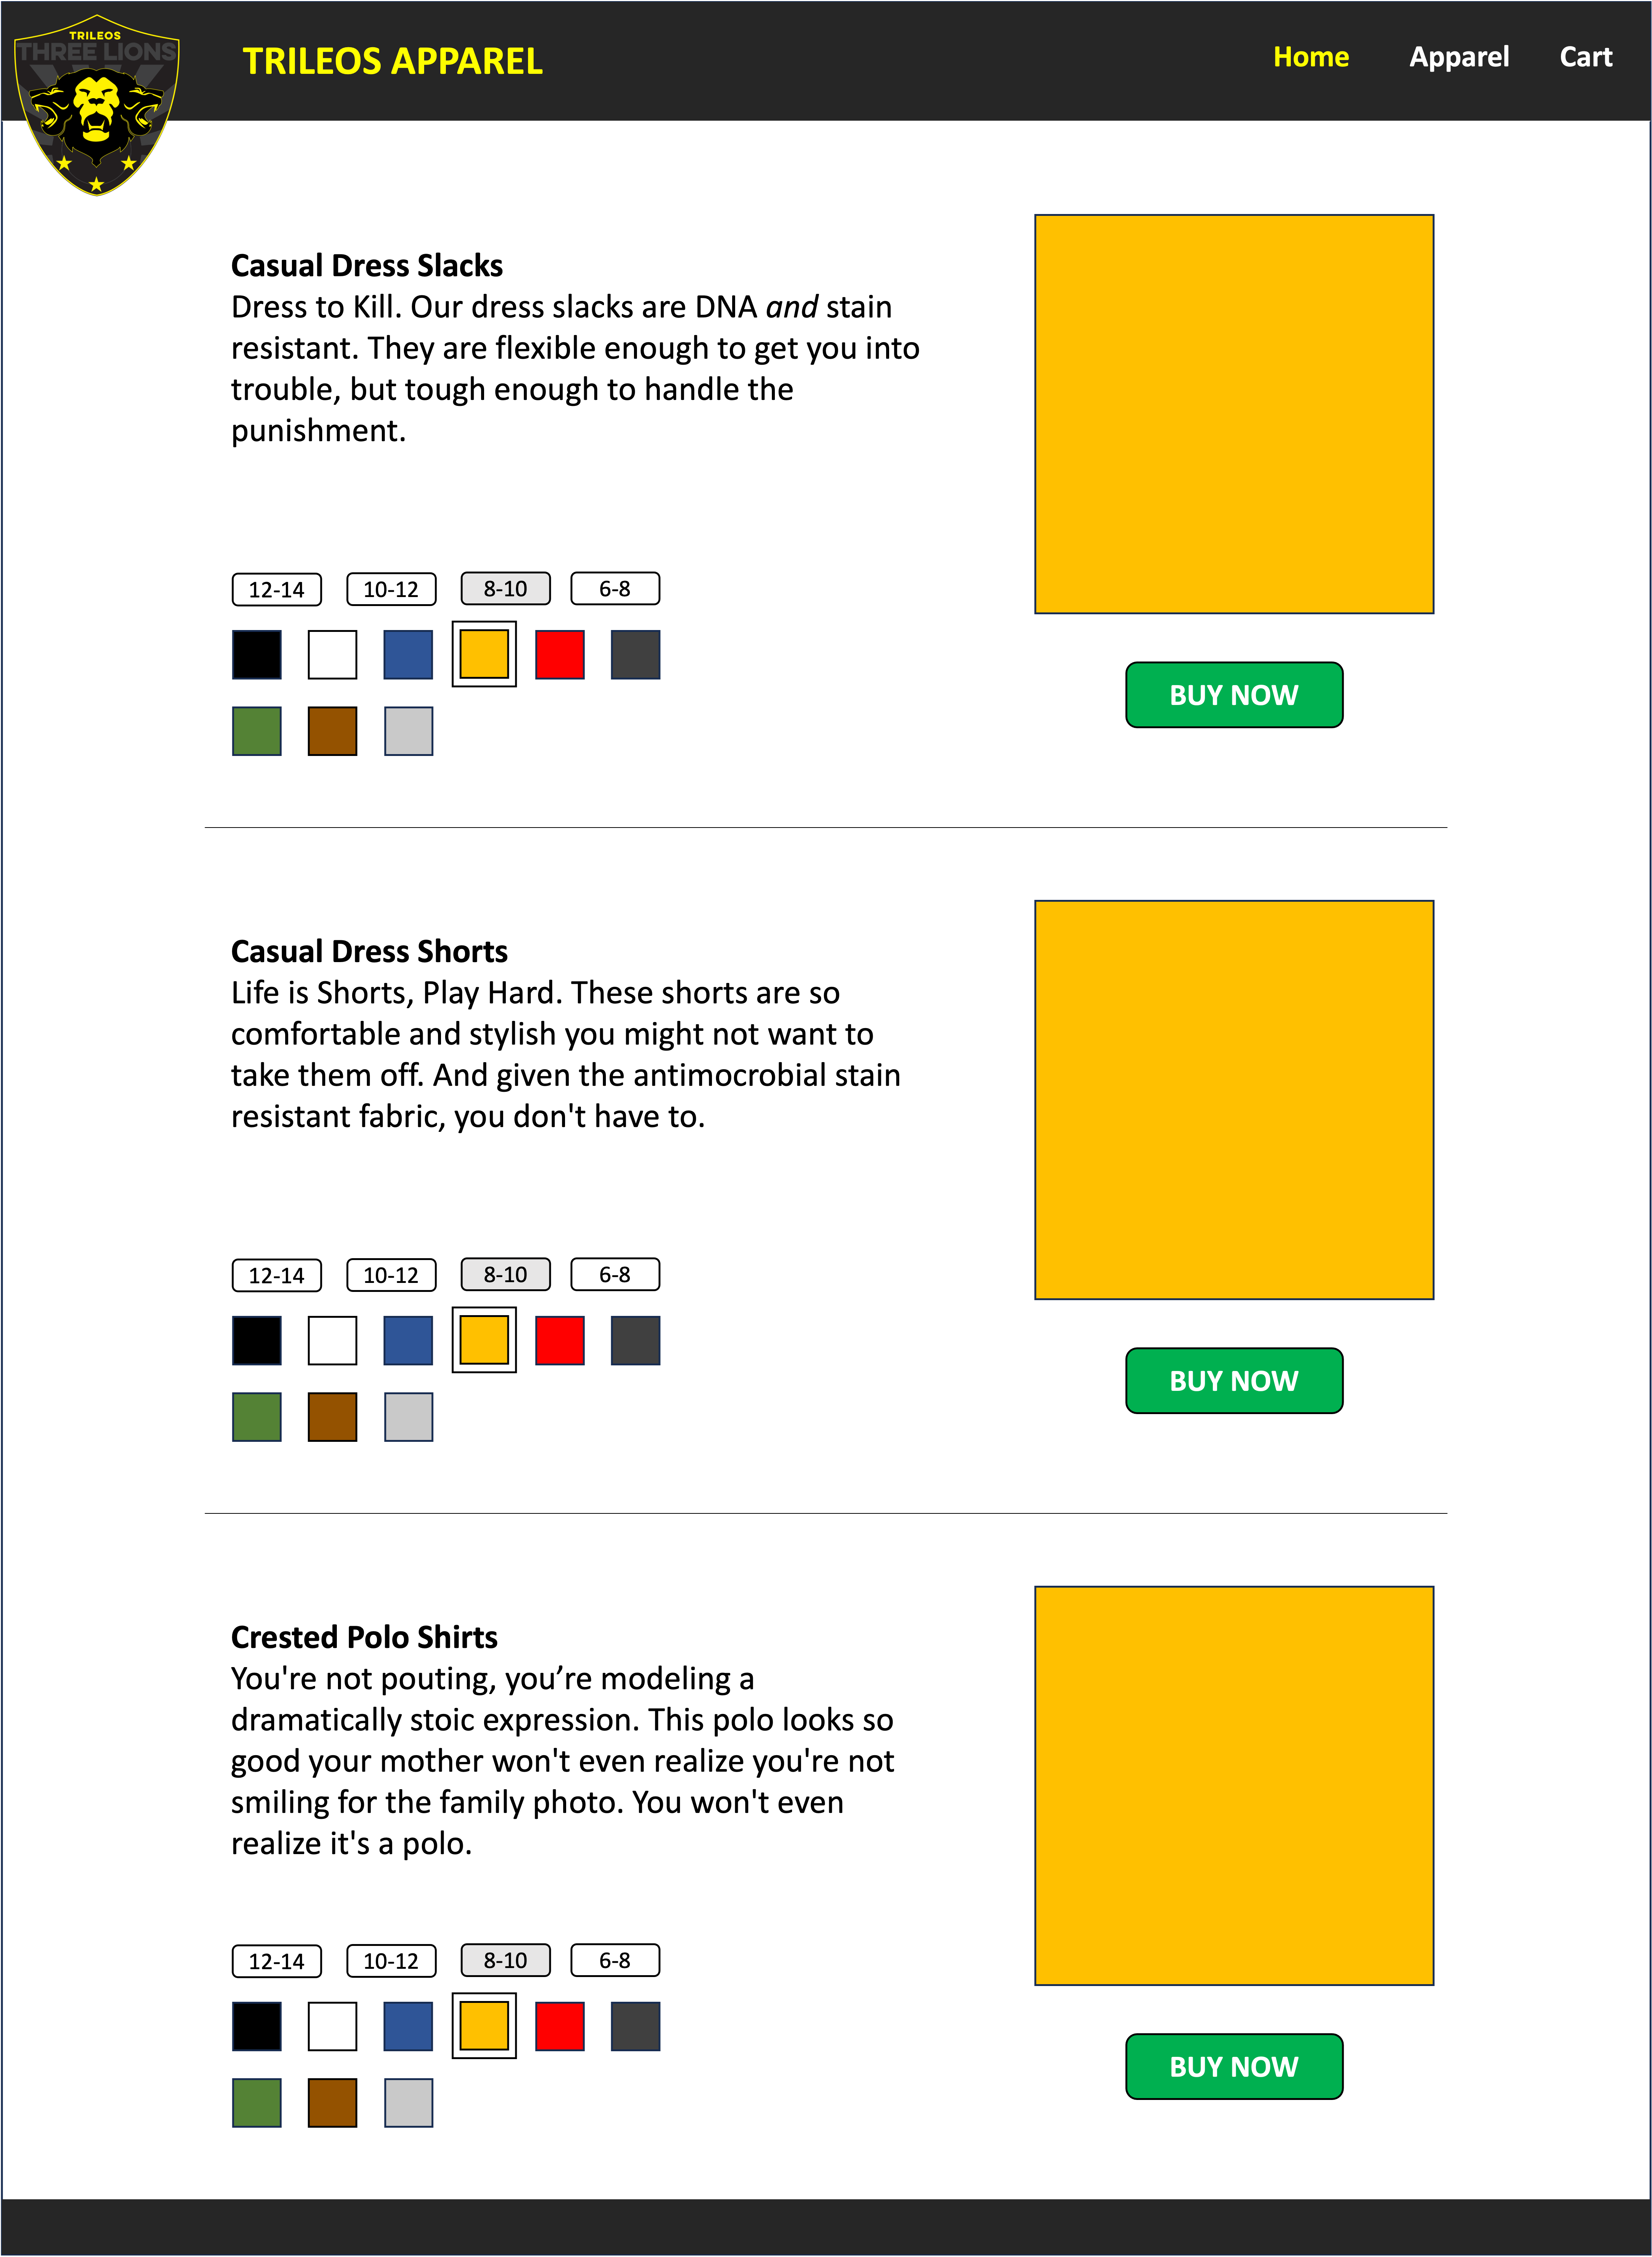 TRILEOS
THREE LIONS
TRILEOS APPAREL
Home
Apparel
Cart
Casual Dress Slacks
Dress to Kill. Our dress slacks are DNA and stain
resistant. They are flexible enough to get you into
trouble, but tough enough to handle the
punishment.
12-14
10-12
8-10
6-8
BUY NOW
Casual Dress Shorts
Life is Shorts, Play Hard. These shorts are so
comfortable and stylish you might not want to
take them off. And given the antimocrobial stain
resistant fabric, you don't have to.
12-14
10-12
8-10
6-8
BUY NOW
Crested Polo Shirts
You're not pouting, you’re modeling a
dramatically stoic expression. This polo looks so
good your mother won't even realize you're not
smiling for the family photo. You won't even
realize it's a polo.
12-14
10-12
8-10
6-8
BUY NOW